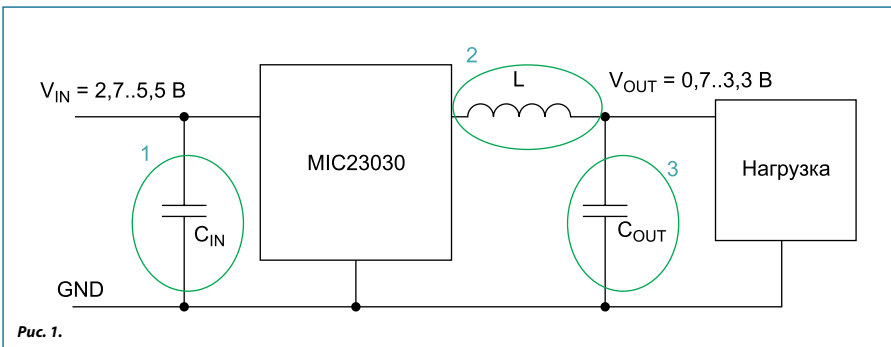 2
L
V_IN = 2,7..5,5 В
V_OUT = 0,7..3,3 В
1
MIC23030
3
Нагрузка
C_IN
C_OUT
GND
Рис. 1.